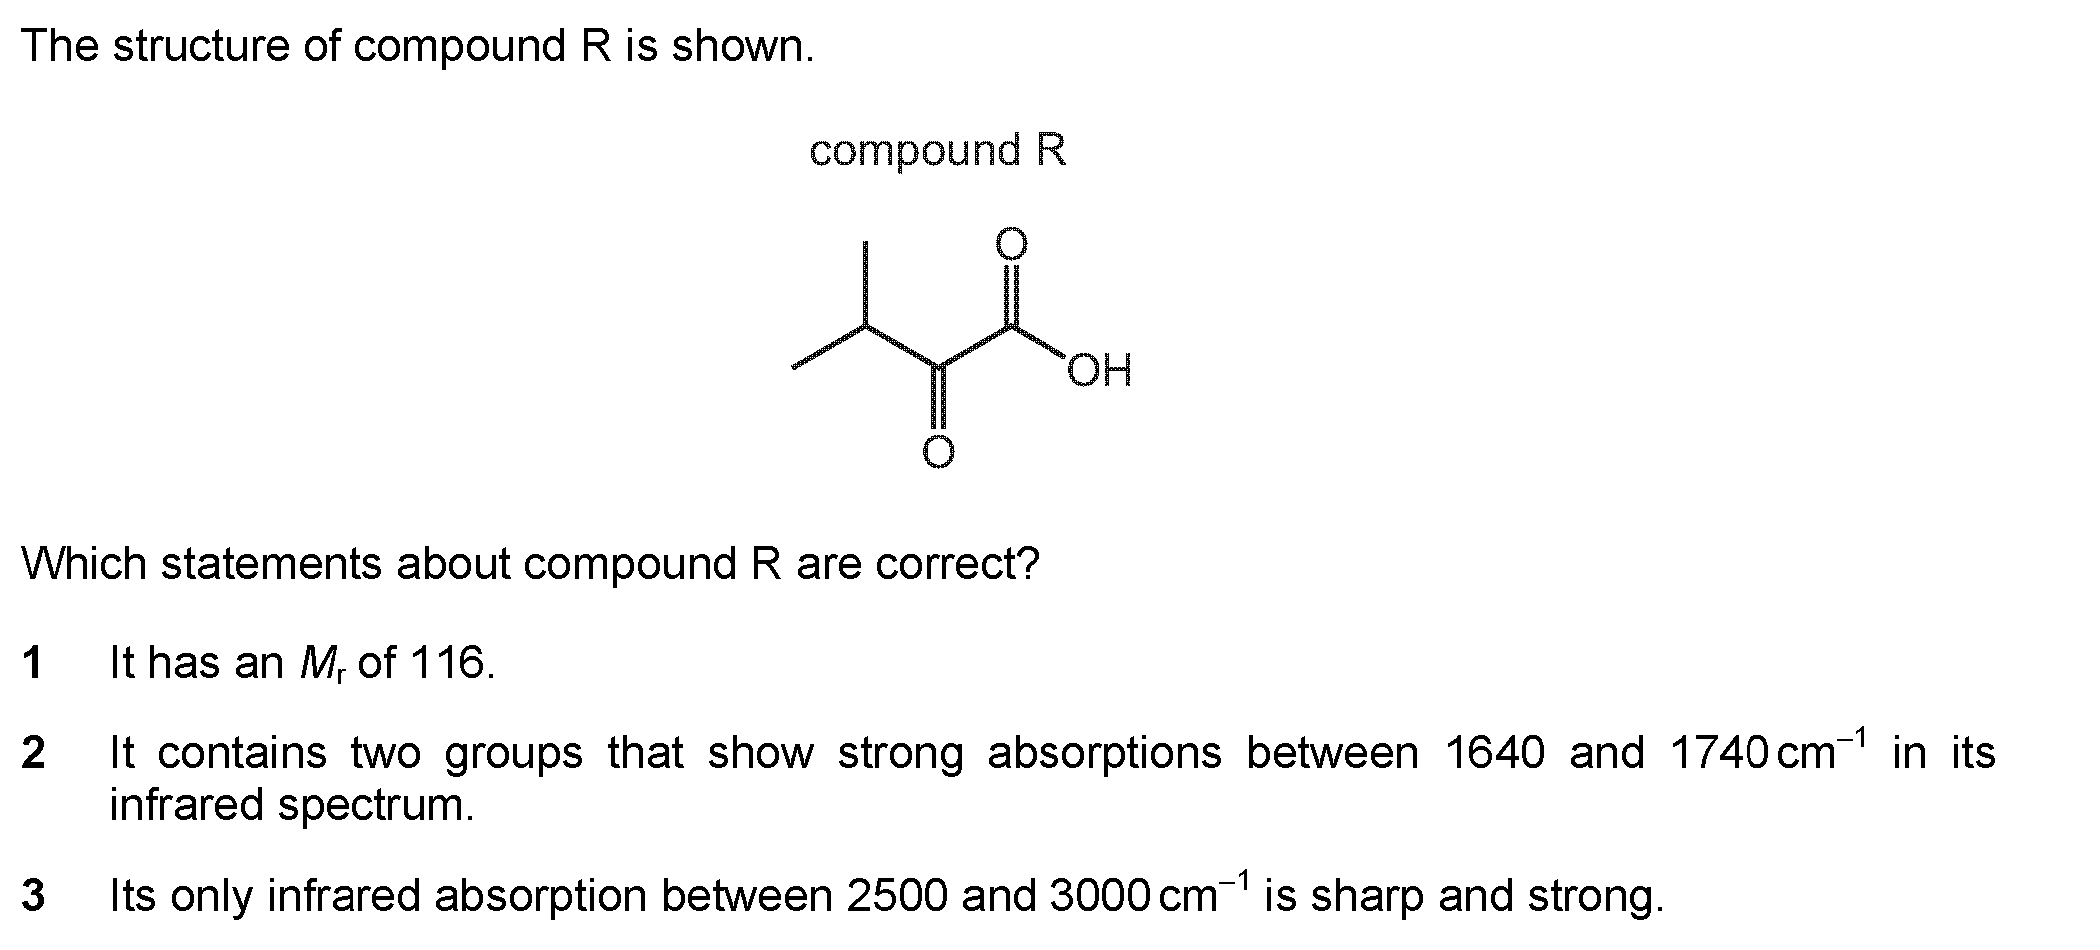 The structure of compound R is shown.
compound R
O
OH
O
Which statements about compound R are correct?
1 It has an Mr of 116.
2 It contains two groups that show strong absorptions between 1640 and 1740 cm⁻¹ in its
infrared spectrum.
3 Its only infrared absorption between 2500 and 3000 cm⁻¹ is sharp and strong.